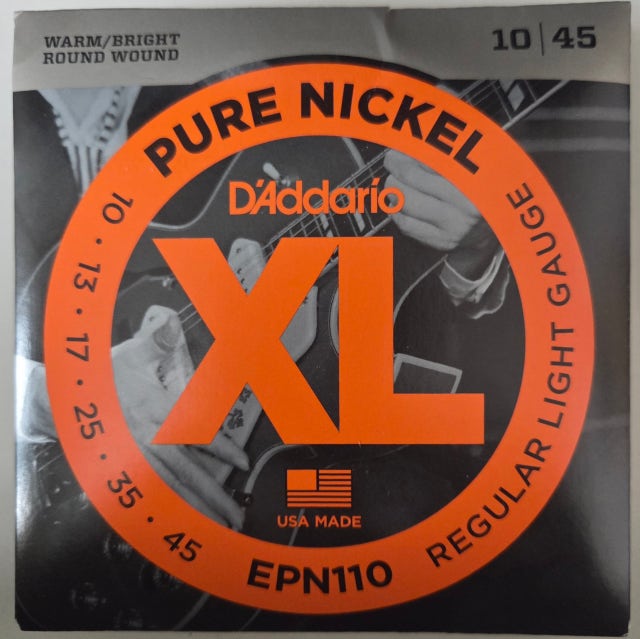 WARM/BRIGHT
ROUND WOUND
10 | 45
PURE NICKEL
D'Addario
XL
10 • 13 • 17 • 25 • 35 • 45
REGULAR LIGHT GAUGE
USA MADE
EPN110